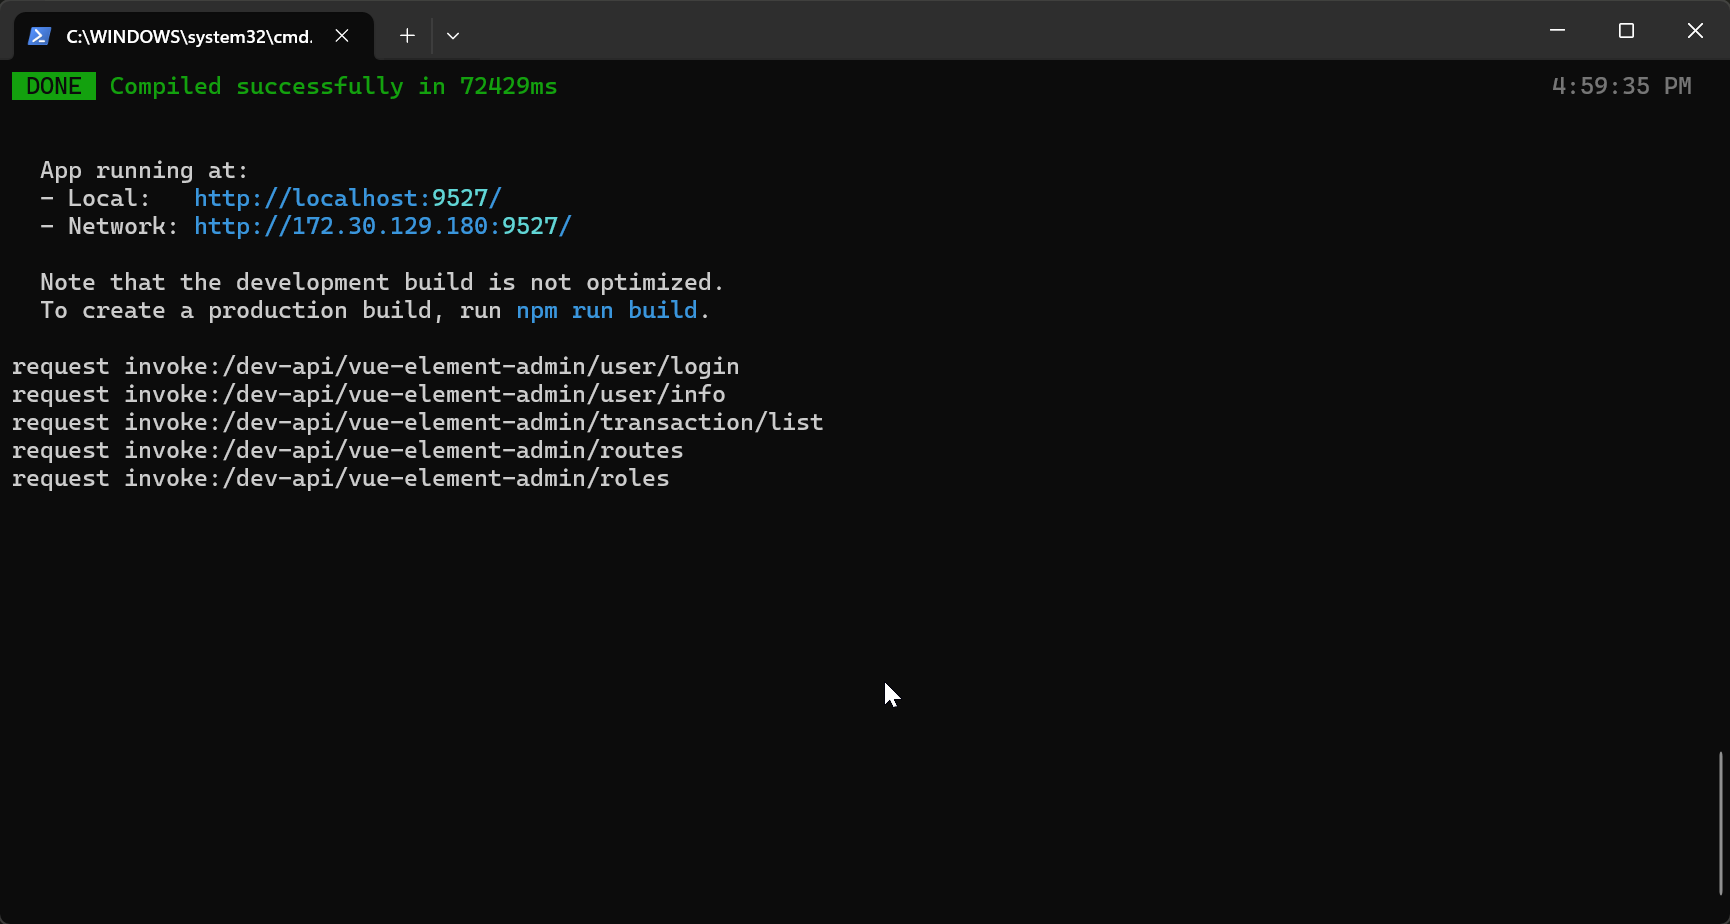 C:\WINDOWS\system32\cmd.
DONE Compiled successfully in 72429ms 4:59:35 PM
App running at:
- Local: http://localhost:9527/
- Network: http://172.30.129.180:9527/
Note that the development build is not optimized.
To create a production build, run npm run build.
request invoke:/dev-api/vue-element-admin/user/login
request invoke:/dev-api/vue-element-admin/user/info
request invoke:/dev-api/vue-element-admin/transaction/list
request invoke:/dev-api/vue-element-admin/routes
request invoke:/dev-api/vue-element-admin/roles